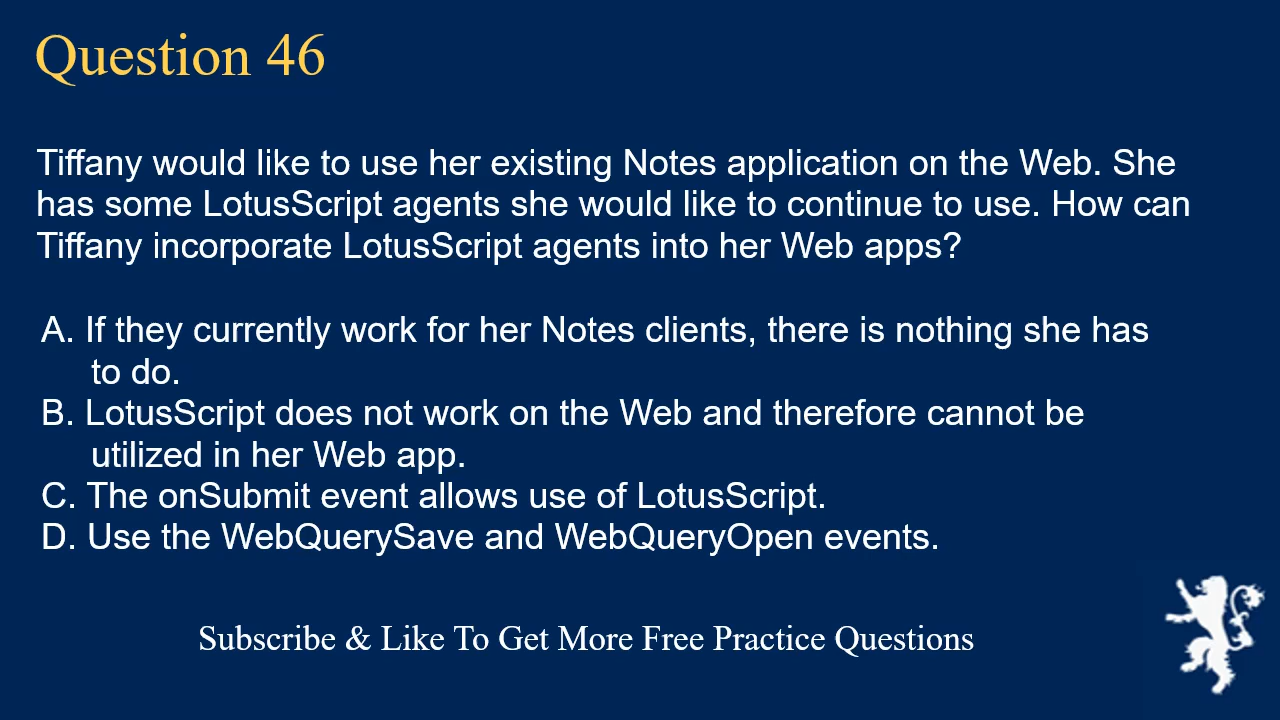 Question 46
Tiffany would like to use her existing Notes application on the Web. She
has some LotusScript agents she would like to continue to use. How can
Tiffany incorporate LotusScript agents into her Web apps?
A. If they currently work for her Notes clients, there is nothing she has
to do.
B. LotusScript does not work on the Web and therefore cannot be
utilized in her Web app.
C. The onSubmit event allows use of LotusScript.
D. Use the WebQuerySave and WebQueryOpen events.
Subscribe & Like To Get More Free Practice Questions